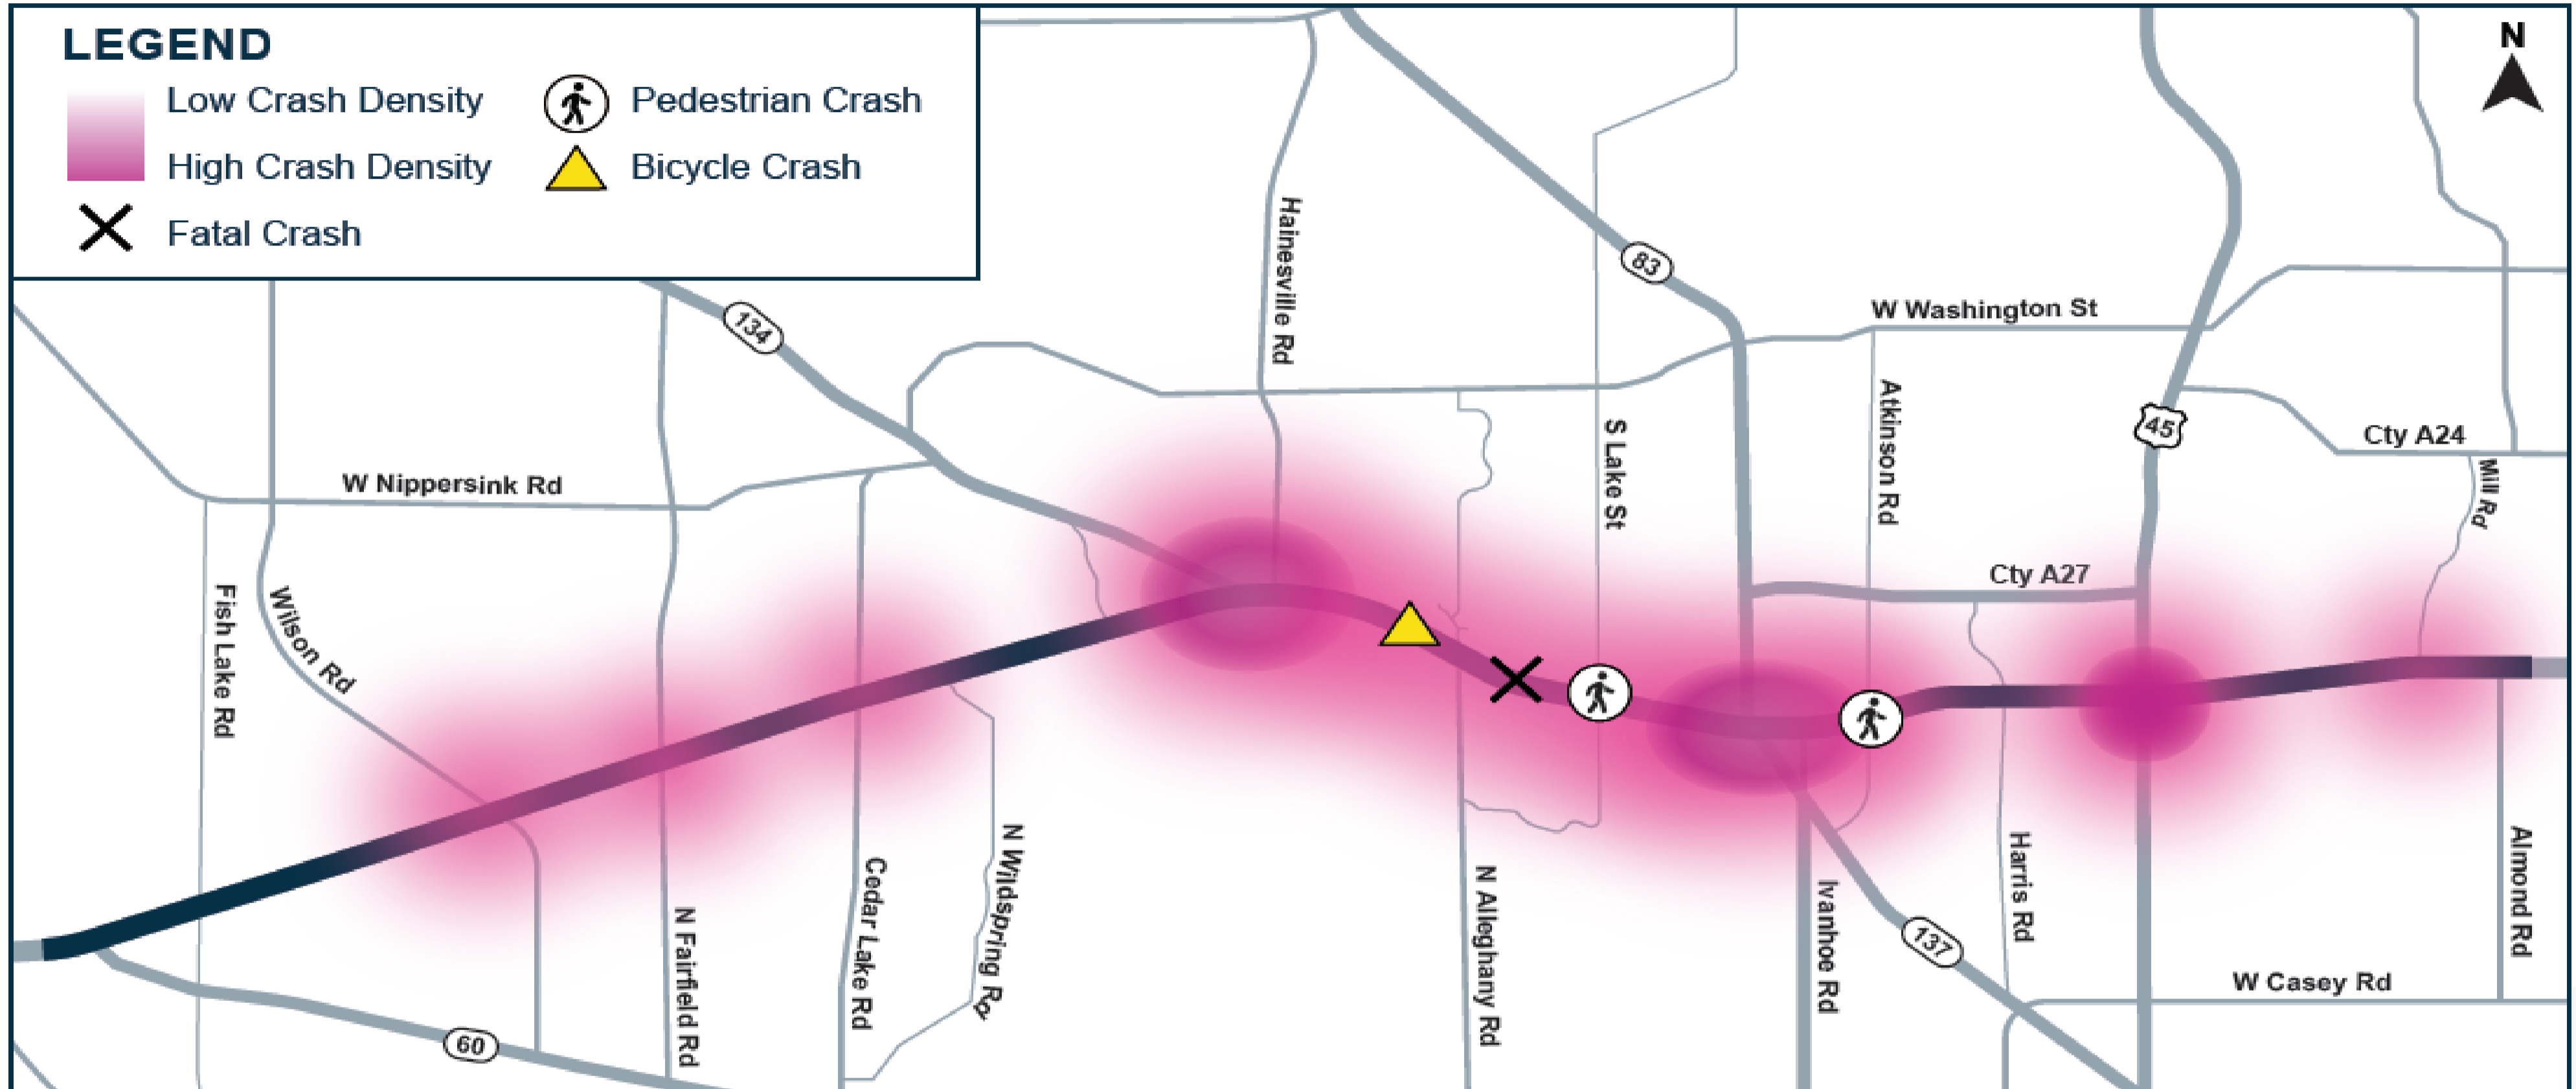 LEGEND
Low Crash Density
High Crash Density
Fatal Crash
Pedestrian Crash
Bicycle Crash
N
83
134
Hainesville Rd
W Washington St
Atkinson Rd
S Lake St
45
Cty A24
Mill Rd
W Nippersink Rd
Cty A27
Fish Lake Rd
Wilson Rd
N Fairfield Rd
Cedar Lake Rd
N Wildspring Rd
N Alleghany Rd
Ivanhoe Rd
137
Harris Rd
Almond Rd
W Casey Rd
60